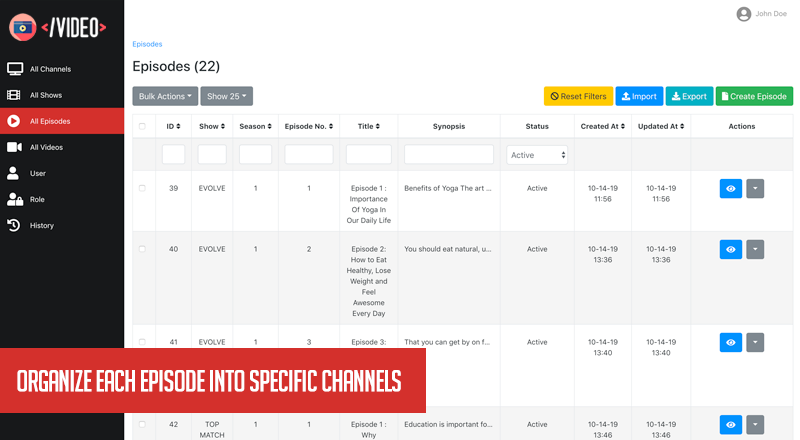 </VIDEO>
John Doe
All Channels
All Shows
All Episodes
All Videos
User
Role
History
Episodes
Episodes (22)
Bulk Actions
Show 25
Reset Filters
Import
Export
Create Episode
ID Show Season Episode No. Title Synopsis Status Created At Updated At Actions
Active
39 EVOLVE 1 1 Episode 1 : Benefits of Yoga The art ... Active 10-14-19 10-14-19
Importance 11:56 11:56
Of Yoga In
Our Daily Life
40 EVOLVE 1 2 Episode 2: You should eat natural, u... Active 10-14-19 10-14-19
How to Eat 13:36 13:36
Healthy, Lose
Weight and
Feel
Awesome
Every Day
41 EVOLVE 1 3 Episode 3: That you can get by on f... Active 10-14-19 10-14-19
13:40 13:40
ORGANIZE EACH EPISODE INTO SPECIFIC CHANNELS
42 TOP 1 1 Episode 1 : Education is important fo... Active 10-14-19 10-14-19
MATCH Why 13:46 13:46